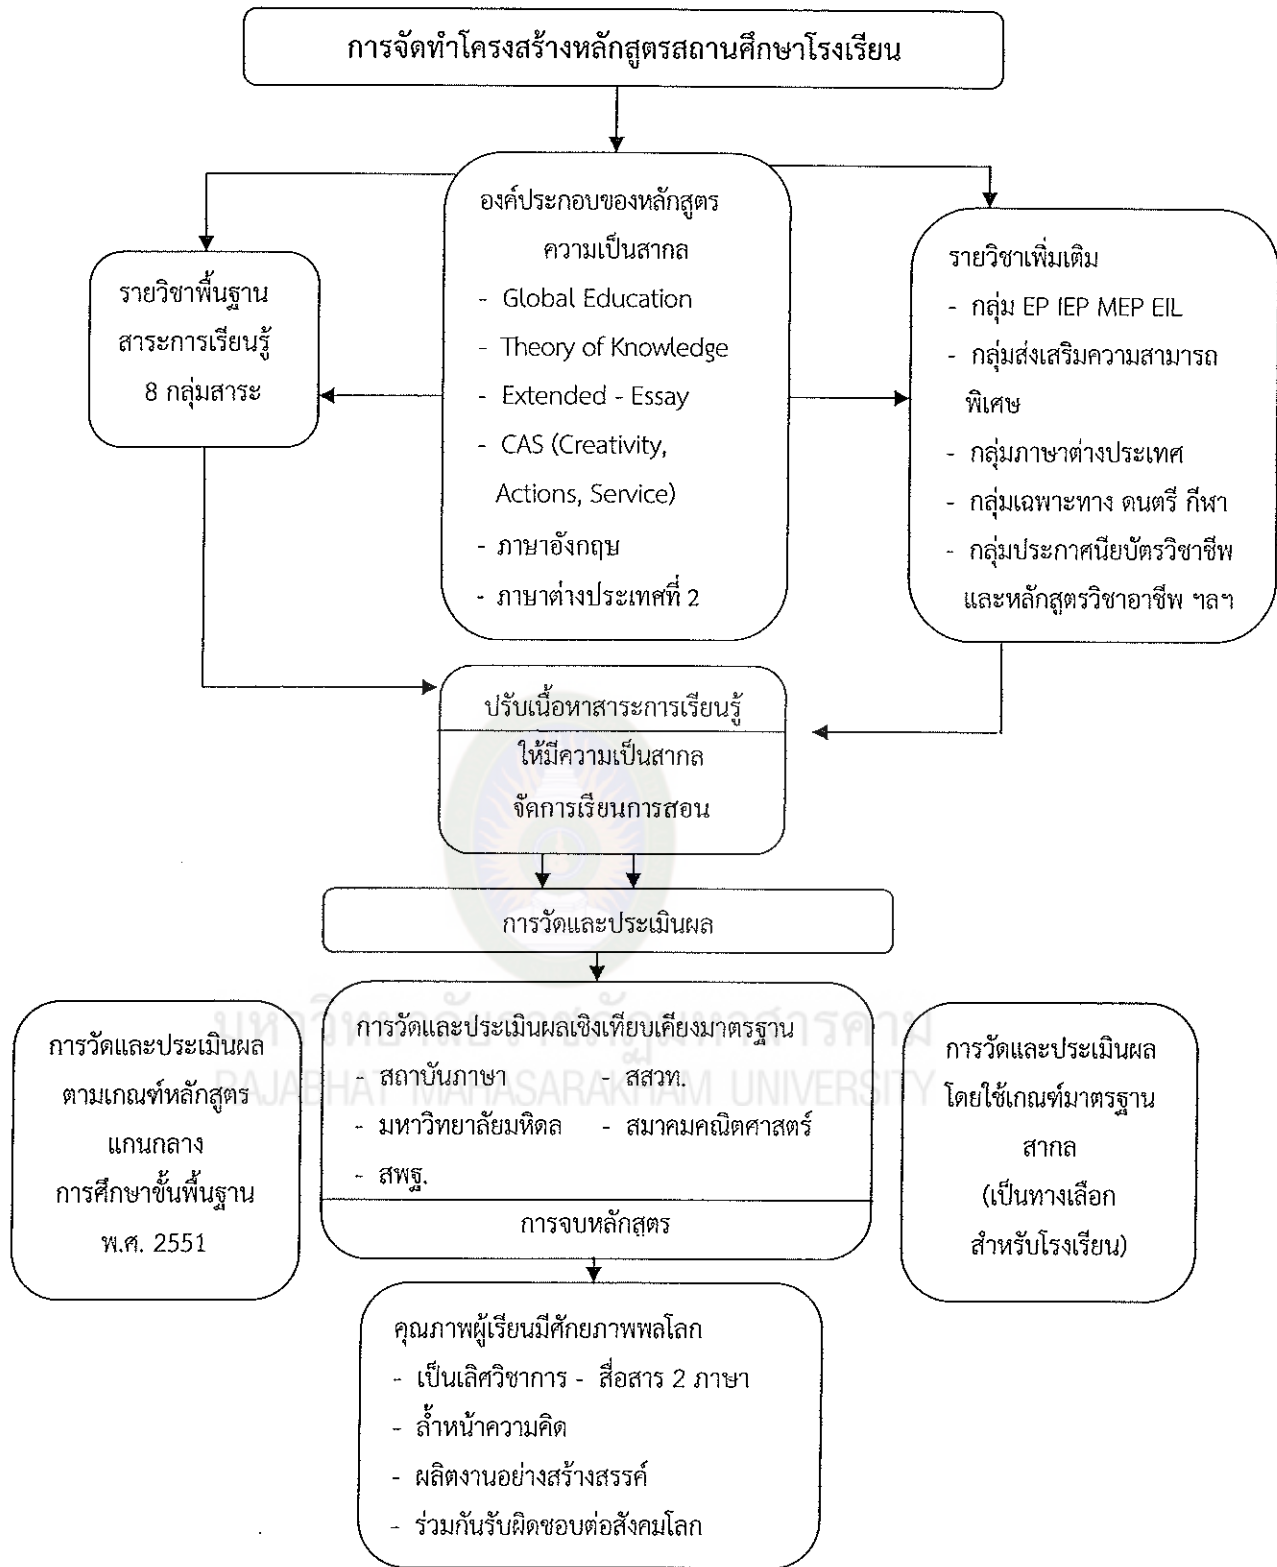 การจัดทำโครงสร้างหลักสูตรสถานศึกษาโรงเรียน
องค์ประกอบของหลักสูตร
ความเป็นสากล
- Global Education
- Theory of Knowledge
- Extended - Essay
- CAS (Creativity,
Actions, Service)
- ภาษาอังกฤษ
- ภาษาต่างประเทศที่ 2
รายวิชาพื้นฐาน
สาระการเรียนรู้
8 กลุ่มสาระ
รายวิชาเพิ่มเติม
- กลุ่ม EP IEP MEP EIL
- กลุ่มส่งเสริมความสามารถ
พิเศษ
- กลุ่มภาษาต่างประเทศ
- กลุ่มเฉพาะทาง ดนตรี กีฬา
- กลุ่มประกาศนียบัตรวิชาชีพ
และหลักสูตรวิชาอาชีพ ฯลฯ
ปรับเนื้อหาสาระการเรียนรู้
ให้มีความเป็นสากล
จัดการเรียนการสอน
การวัดและประเมินผล
มหาวิทยาลัยราชภัฏมหาสารคาม
RAJABHAT MAHASARAKHAM UNIVERSITY
การวัดและประเมินผล
ตามเกณฑ์หลักสูตร
แกนกลาง
การศึกษาขั้นพื้นฐาน
พ.ศ. 2551
การวัดและประเมินผลเชิงเทียบเคียงมาตรฐาน
- สถาบันภาษา - สสวท.
- มหาวิทยาลัยมหิดล - สมาคมคณิตศาสตร์
- สพฐ.
การจบหลักสูตร
การวัดและประเมินผล
โดยใช้เกณฑ์มาตรฐาน
สากล
(เป็นทางเลือก
สำหรับโรงเรียน)
คุณภาพผู้เรียนมีศักยภาพพลโลก
- เป็นเลิศวิชาการ - สื่อสาร 2 ภาษา
- ล้ำหน้าความคิด
- ผลิตงานอย่างสร้างสรรค์
- ร่วมกันรับผิดชอบต่อสังคมโลก